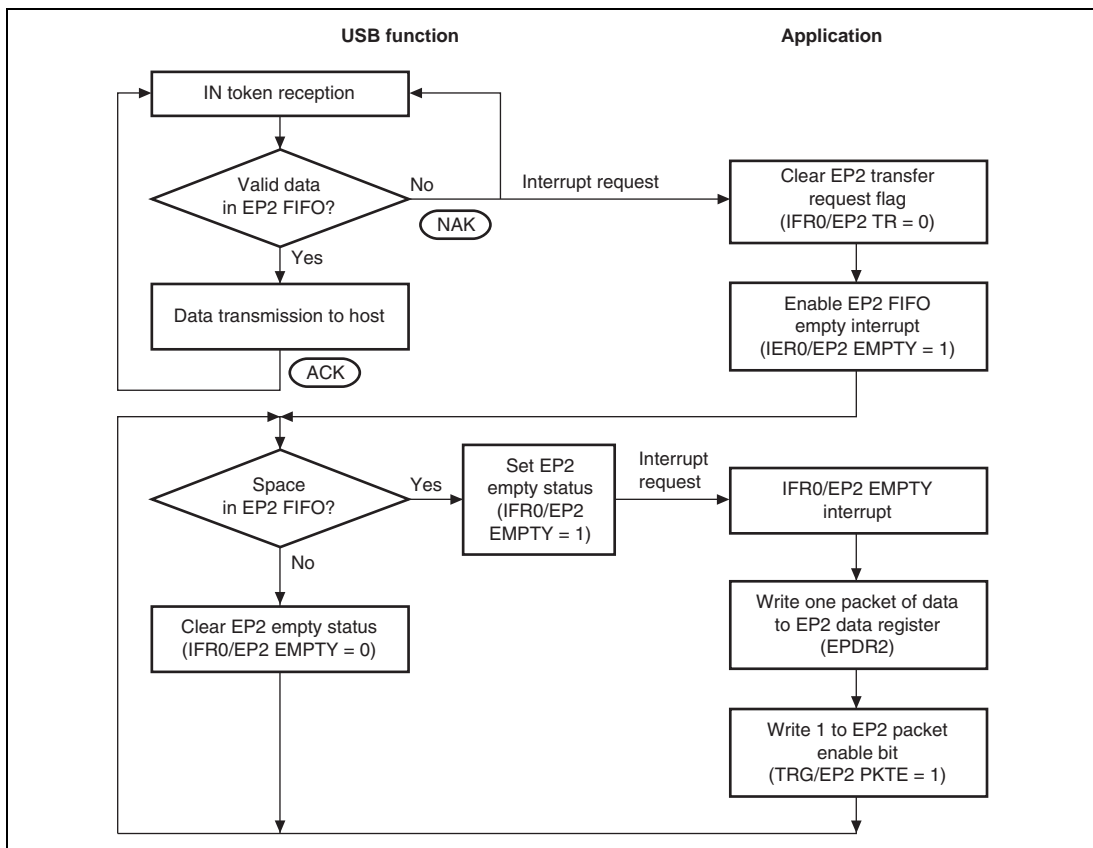 USB function
Application
IN token reception
Valid data
in EP2 FIFO?
No
NAK
Interrupt request
Clear EP2 transfer
request flag
(IFR0/EP2 TR = 0)
Yes
Data transmission to host
ACK
Enable EP2 FIFO
empty interrupt
(IER0/EP2 EMPTY = 1)
Space
in EP2 FIFO?
Yes
Set EP2
empty status
(IFR0/EP2
EMPTY = 1)
Interrupt
request
IFR0/EP2 EMPTY
interrupt
No
Clear EP2 empty status
(IFR0/EP2 EMPTY = 0)
Write one packet of data
to EP2 data register
(EPDR2)
Write 1 to EP2 packet
enable bit
(TRG/EP2 PKTE = 1)